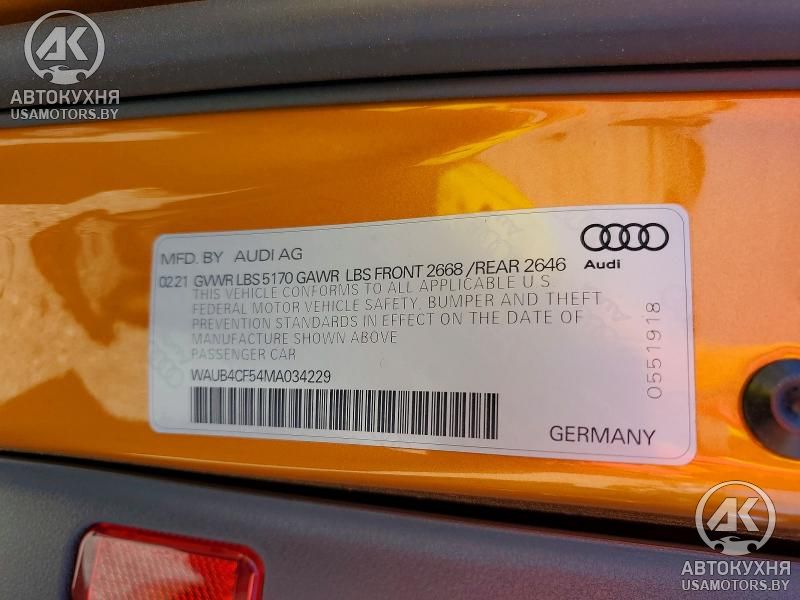 АК
АВТОКУХНЯ
USAMOTORS.BY
MFD. BY AUDI AG
Audi
02.21 GVWR LBS 5170 GAWR LBS FRONT 2668 /REAR 2646
THIS VEHICLE CONFORMS TO ALL APPLICABLE U S
FEDERAL MOTOR VEHICLE SAFETY, BUMPER AND THEFT
PREVENTION STANDARDS IN EFFECT ON THE DATE OF
MANUFACTURE SHOWN ABOVE
PASSENGER CAR
WAUB4CF54MA034229
0551918
GERMANY
АК
АВТОКУХНЯ
USAMOTORS.BY